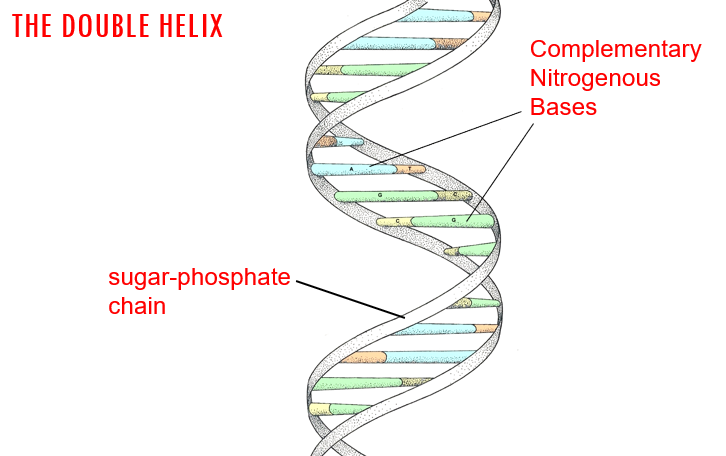 THE DOUBLE HELIX
Complementary
Nitrogenous
Bases
A T
G C
C G
sugar-phosphate
chain